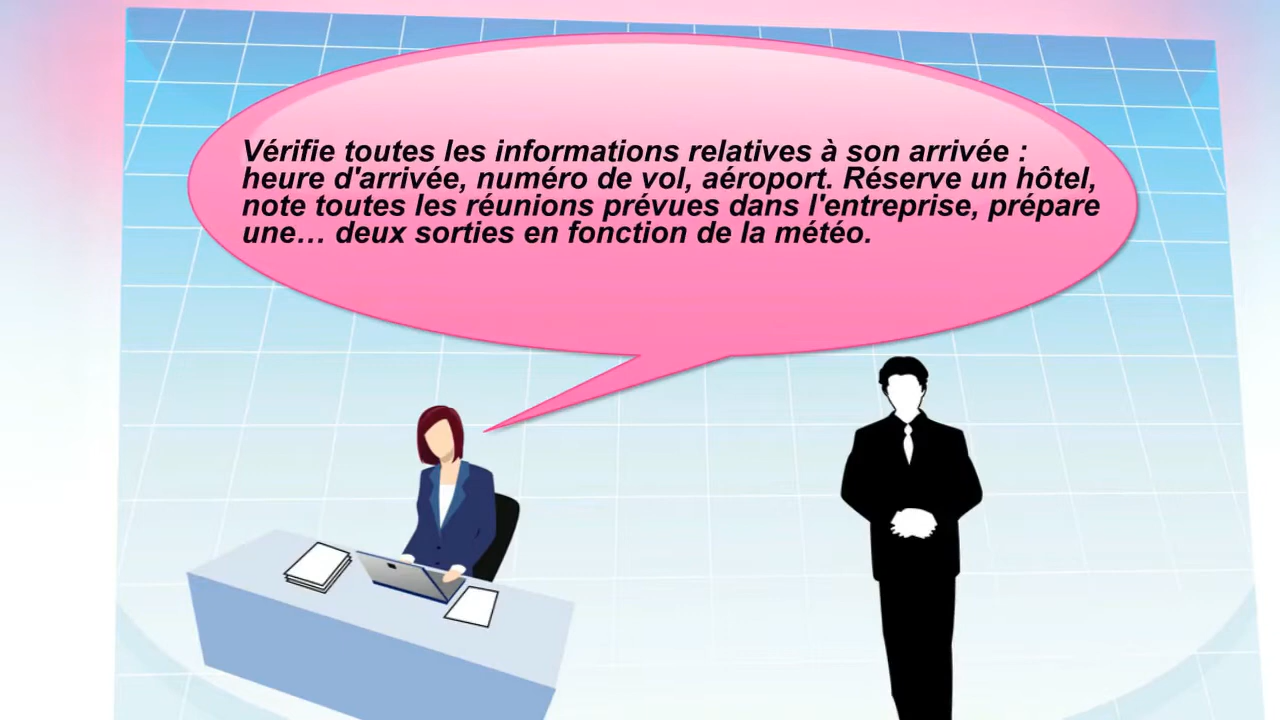 Vérifie toutes les informations relatives à son arrivée :
heure d'arrivée, numéro de vol, aéroport. Réserve un hôtel,
note toutes les réunions prévues dans l'entreprise, prépare
une… deux sorties en fonction de la météo.